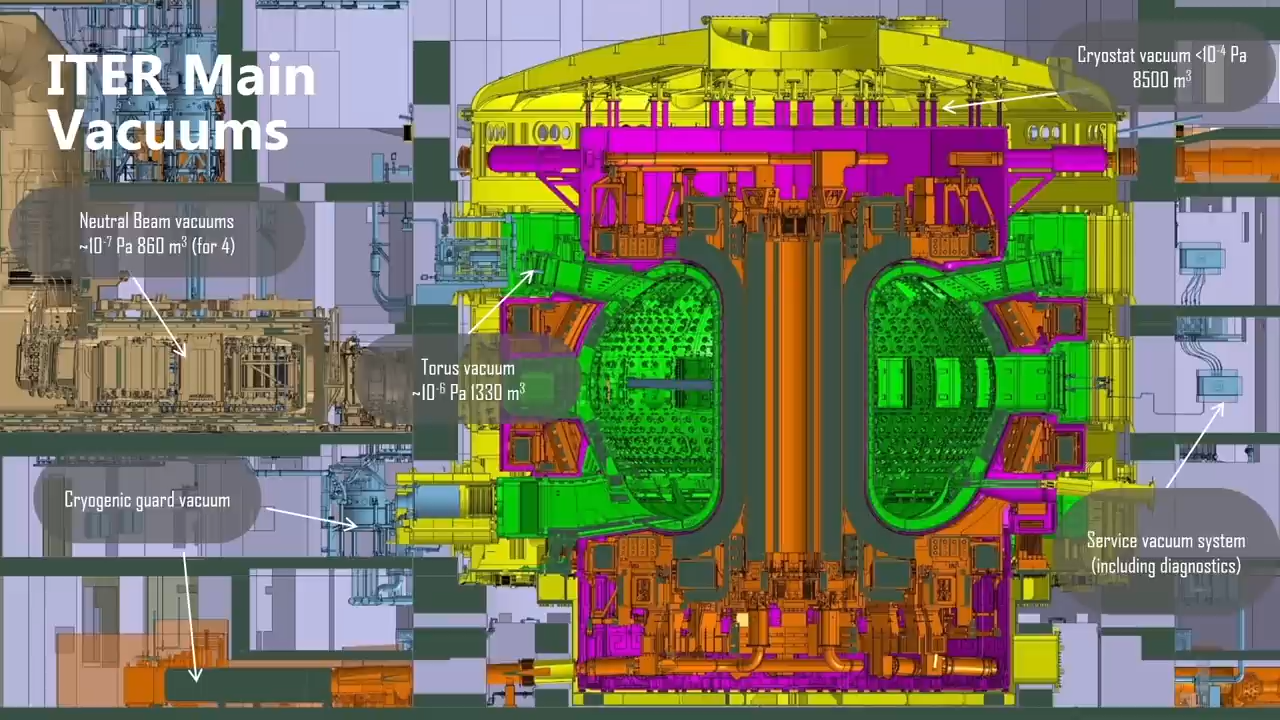 ITER Main
Vacuums
Cryostat vacuum <10⁻⁴ Pa
8500 m³
Neutral Beam vacuums
~10⁻⁷ Pa 860 m³ (for 4)
Torus vacuum
~10⁻⁶ Pa 1330 m³
Cryogenic guard vacuum
Service vacuum system
(including diagnostics)